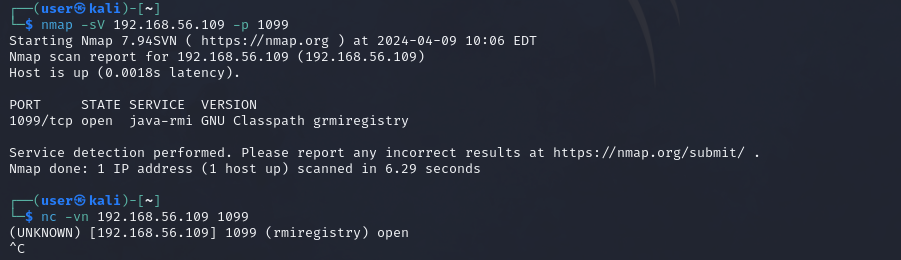 ┌──(user㉿kali)-[~]
└─$ nmap -sV 192.168.56.109 -p 1099
Starting Nmap 7.94SVN ( https://nmap.org ) at 2024-04-09 10:06 EDT
Nmap scan report for 192.168.56.109 (192.168.56.109)
Host is up (0.0018s latency).
PORT     STATE SERVICE  VERSION
1099/tcp open  java-rmi GNU Classpath grmiregistry
Service detection performed. Please report any incorrect results at https://nmap.org/submit/ .
Nmap done: 1 IP address (1 host up) scanned in 6.29 seconds
┌──(user㉿kali)-[~]
└─$ nc -vn 192.168.56.109 1099
(UNKNOWN) [192.168.56.109] 1099 (rmiregistry) open
^C